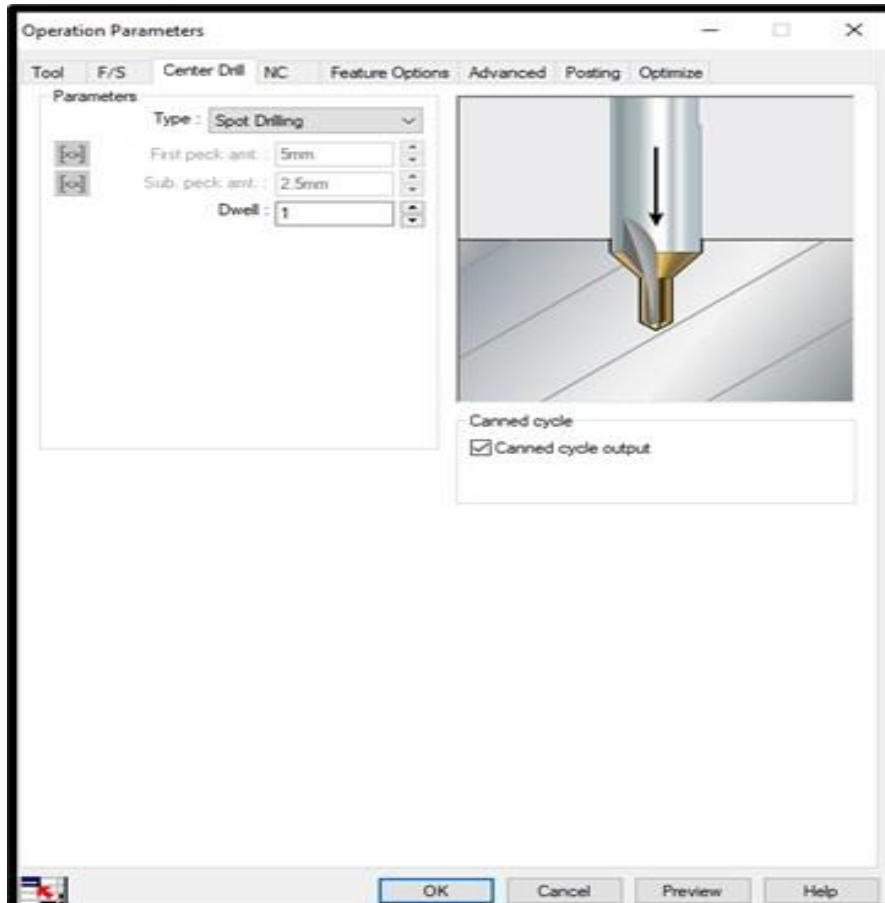 Operation Parameters
Tool F/S Center Drill NC Feature Options Advanced Posting Optimize
Parameters
Type : Spot Drilling
First peck amt. : 5mm
Sub. peck amt. : 2.5mm
Dwell : 1
Canned cycle
Canned cycle output
OK Cancel Preview Help